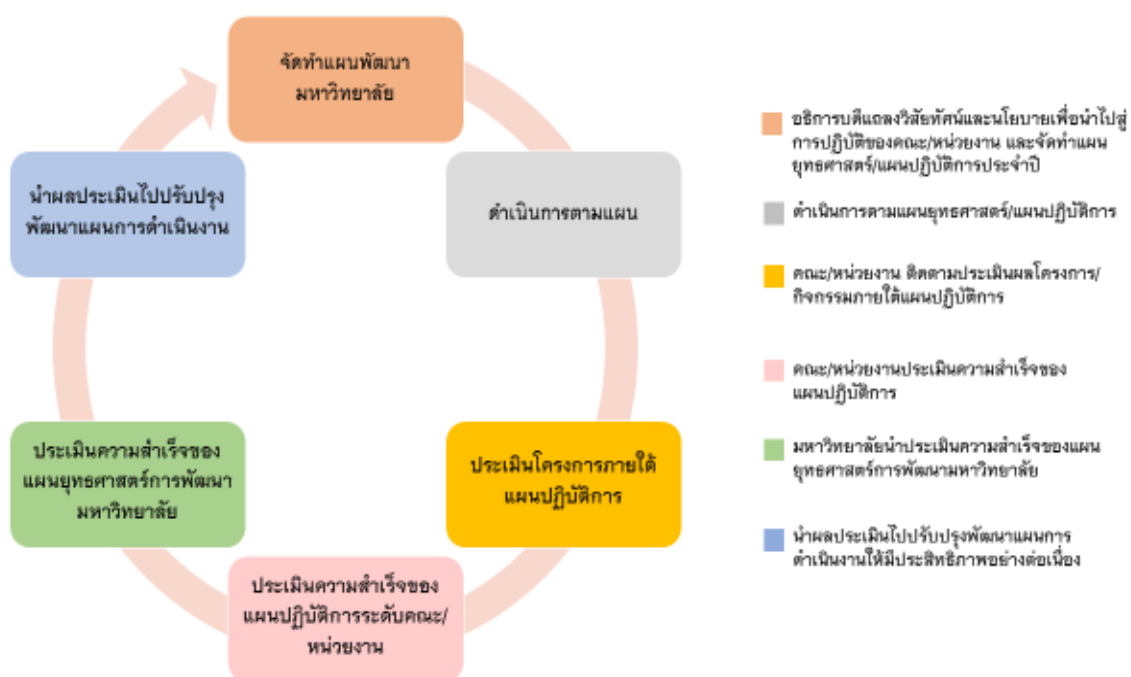 จัดทำแผนพัฒนา
มหาวิทยาลัย
ดำเนินการตามแผน
ประเมินโครงการภายใต้
แผนปฏิบัติการ
ประเมินความสำเร็จของ
แผนปฏิบัติการระดับคณะ/
หน่วยงาน
ประเมินความสำเร็จของ
แผนยุทธศาสตร์การพัฒนา
มหาวิทยาลัย
นำผลประเมินไปปรับปรุง
พัฒนาแผนการดำเนินงาน
อธิการบดีแถลงวิสัยทัศน์และนโยบายเพื่อนำไปสู่
การปฏิบัติของคณะ/หน่วยงาน และจัดทำแผน
ยุทธศาสตร์/แผนปฏิบัติการประจำปี
ดำเนินการตามแผนยุทธศาสตร์/แผนปฏิบัติการ
คณะ/หน่วยงาน ติดตามประเมินผลโครงการ/
กิจกรรมภายใต้แผนปฏิบัติการ
คณะ/หน่วยงานประเมินความสำเร็จของ
แผนปฏิบัติการ
มหาวิทยาลัยนำประเมินความสำเร็จของแผน
ยุทธศาสตร์การพัฒนามหาวิทยาลัย
นำผลประเมินไปปรับปรุงพัฒนาแผนการ
ดำเนินงานให้มีประสิทธิภาพอย่างต่อเนื่อง